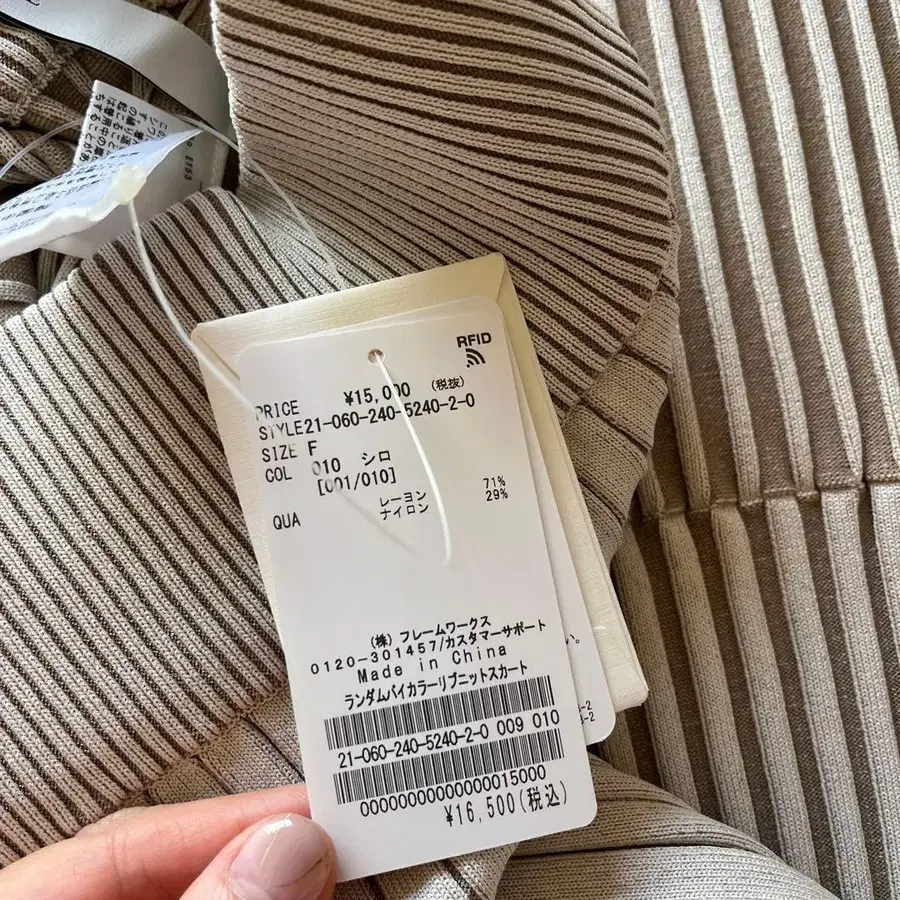 RFID
PRICE ¥15,000 (税抜)
STYLE21-060-240-5240-2-0
SIZE F
COL 010 シロ
[001/010]
QUA レーヨン 71%
ナイロン 29%
(株) フレームワークス
0120-301457/カスタマーサポート
Made in China
ランダムバイカラーリブニットスカート
21-060-240-5240-2-0 009 010
00000000000000015000
¥16,500(税込)
い。
-2